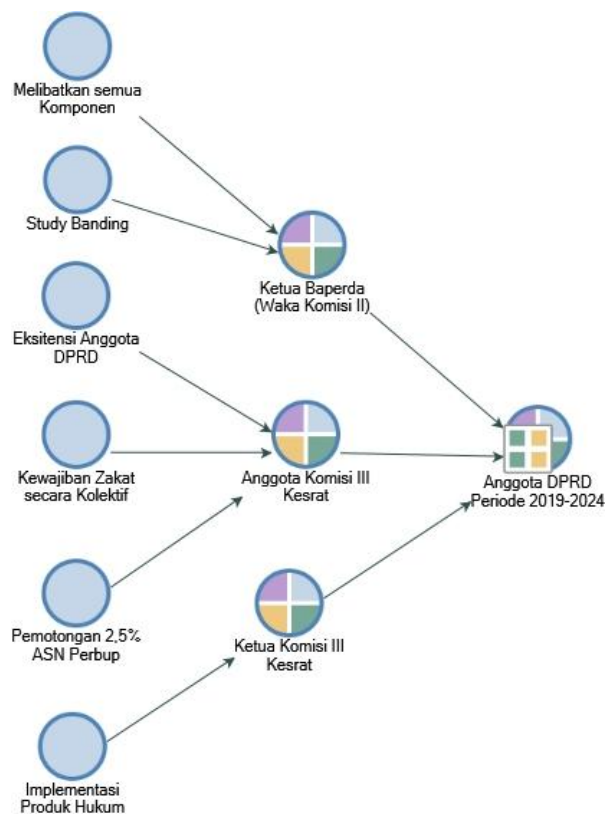 Melibatkan semua
Komponen
Study Banding
Ketua Baperda
(Waka Komisi II)
Eksitensi Anggota
DPRD
Kewajiban Zakat
secara Kolektif
Anggota Komisi III
Kesrat
Anggota DPRD
Periode 2019-2024
Pemotongan 2,5%
ASN Perbup
Ketua Komisi III
Kesrat
Implementasi
Produk Hukum